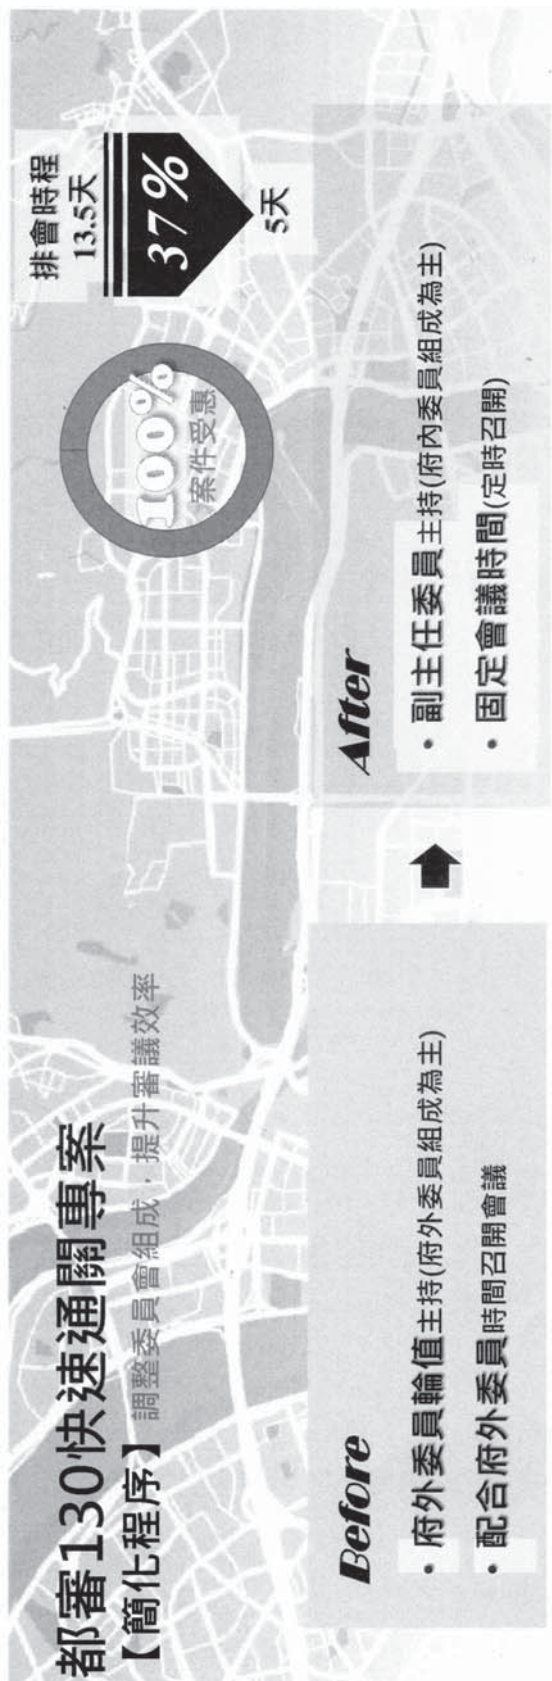 都審130快速通關專案
【簡化程序】調整委員會組成，提升審議效率
100%
案件受惠
排會時程
13.5天
37%
5天
Before
• 府外委員輪值主持(府外委員組成為主)
• 配合府外委員時間召開會議
After
• 副主任委員主持(府內委員組成為主)
• 固定會議時間(定時召開)